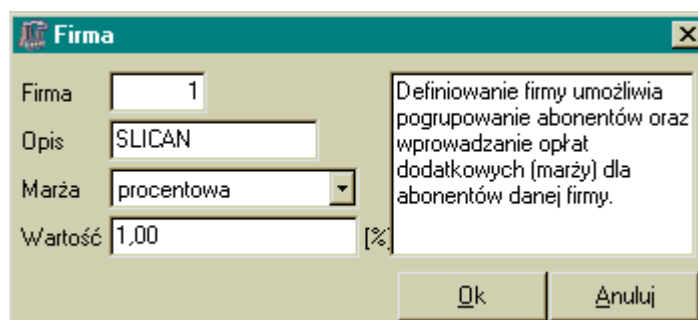 Firma
Firma 1
Opis SLICAN
Marża procentowa
Wartość 1,00 [%]
Definiowanie firmy umożliwia
pogrupowanie abonentów oraz
wprowadzanie opłat
dodatkowych (marży) dla
abonentów danej firmy.
Ok Anuluj